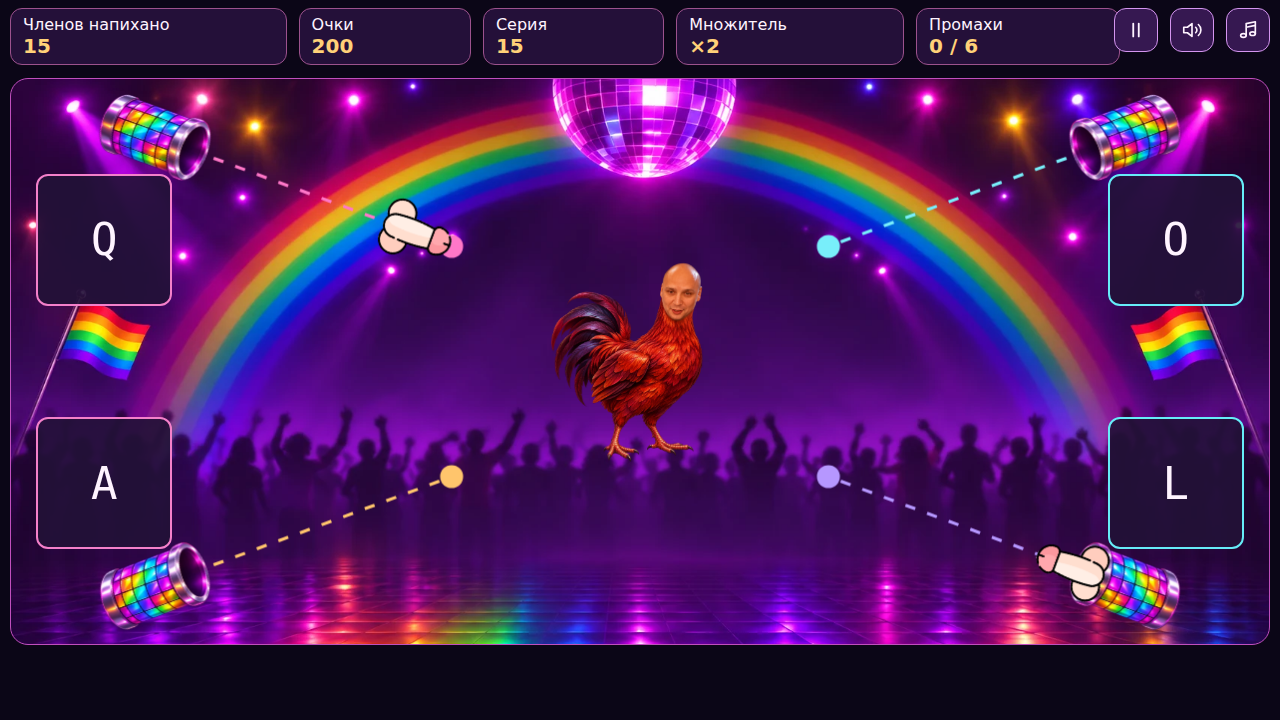 Членов напихано
15
Очки
200
Серия
15
Множитель
×2
Промахи
0 / 6
Q
O
A
L